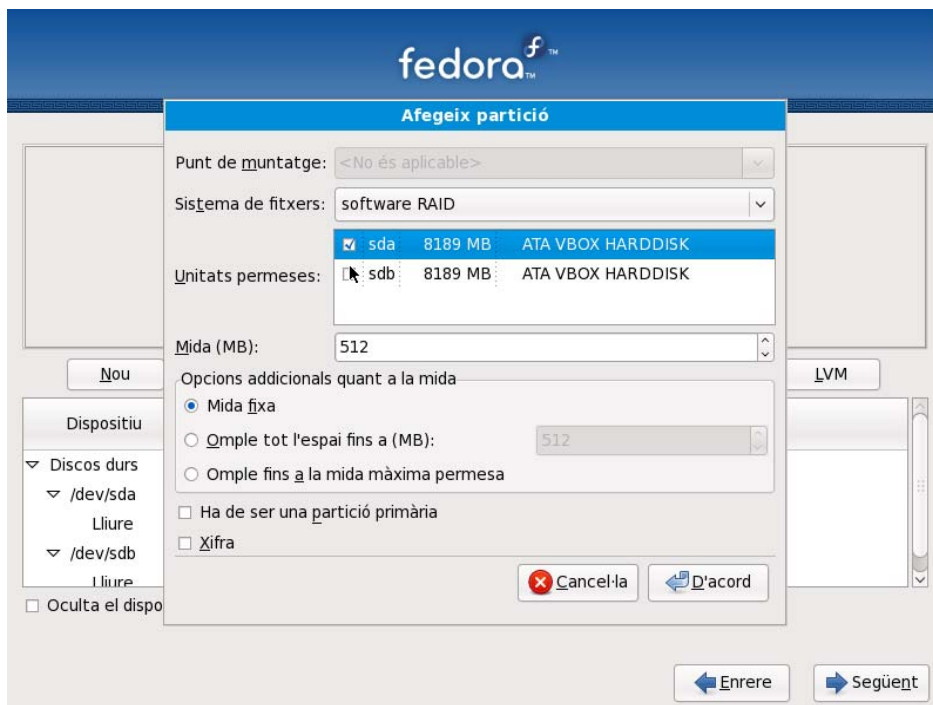 fedora™
Afegeix partició
Punt de muntatge: <No és aplicable>
Sistema de fitxers: software RAID
Unitats permeses:
sda 8189 MB ATA VBOX HARDDISK
sdb 8189 MB ATA VBOX HARDDISK
Mida (MB): 512
Nou
LVM
Opcions addicionals quant a la mida
Mida fixa
Omple tot l'espai fins a (MB): 512
Omple fins a la mida màxima permesa
Dispositiu
Discos durs
/dev/sda
Lliure
/dev/sdb
Lliure
Ha de ser una partició primària
Xifra
Cancel·la D'acord
Oculta el dispo
Enrere Següent